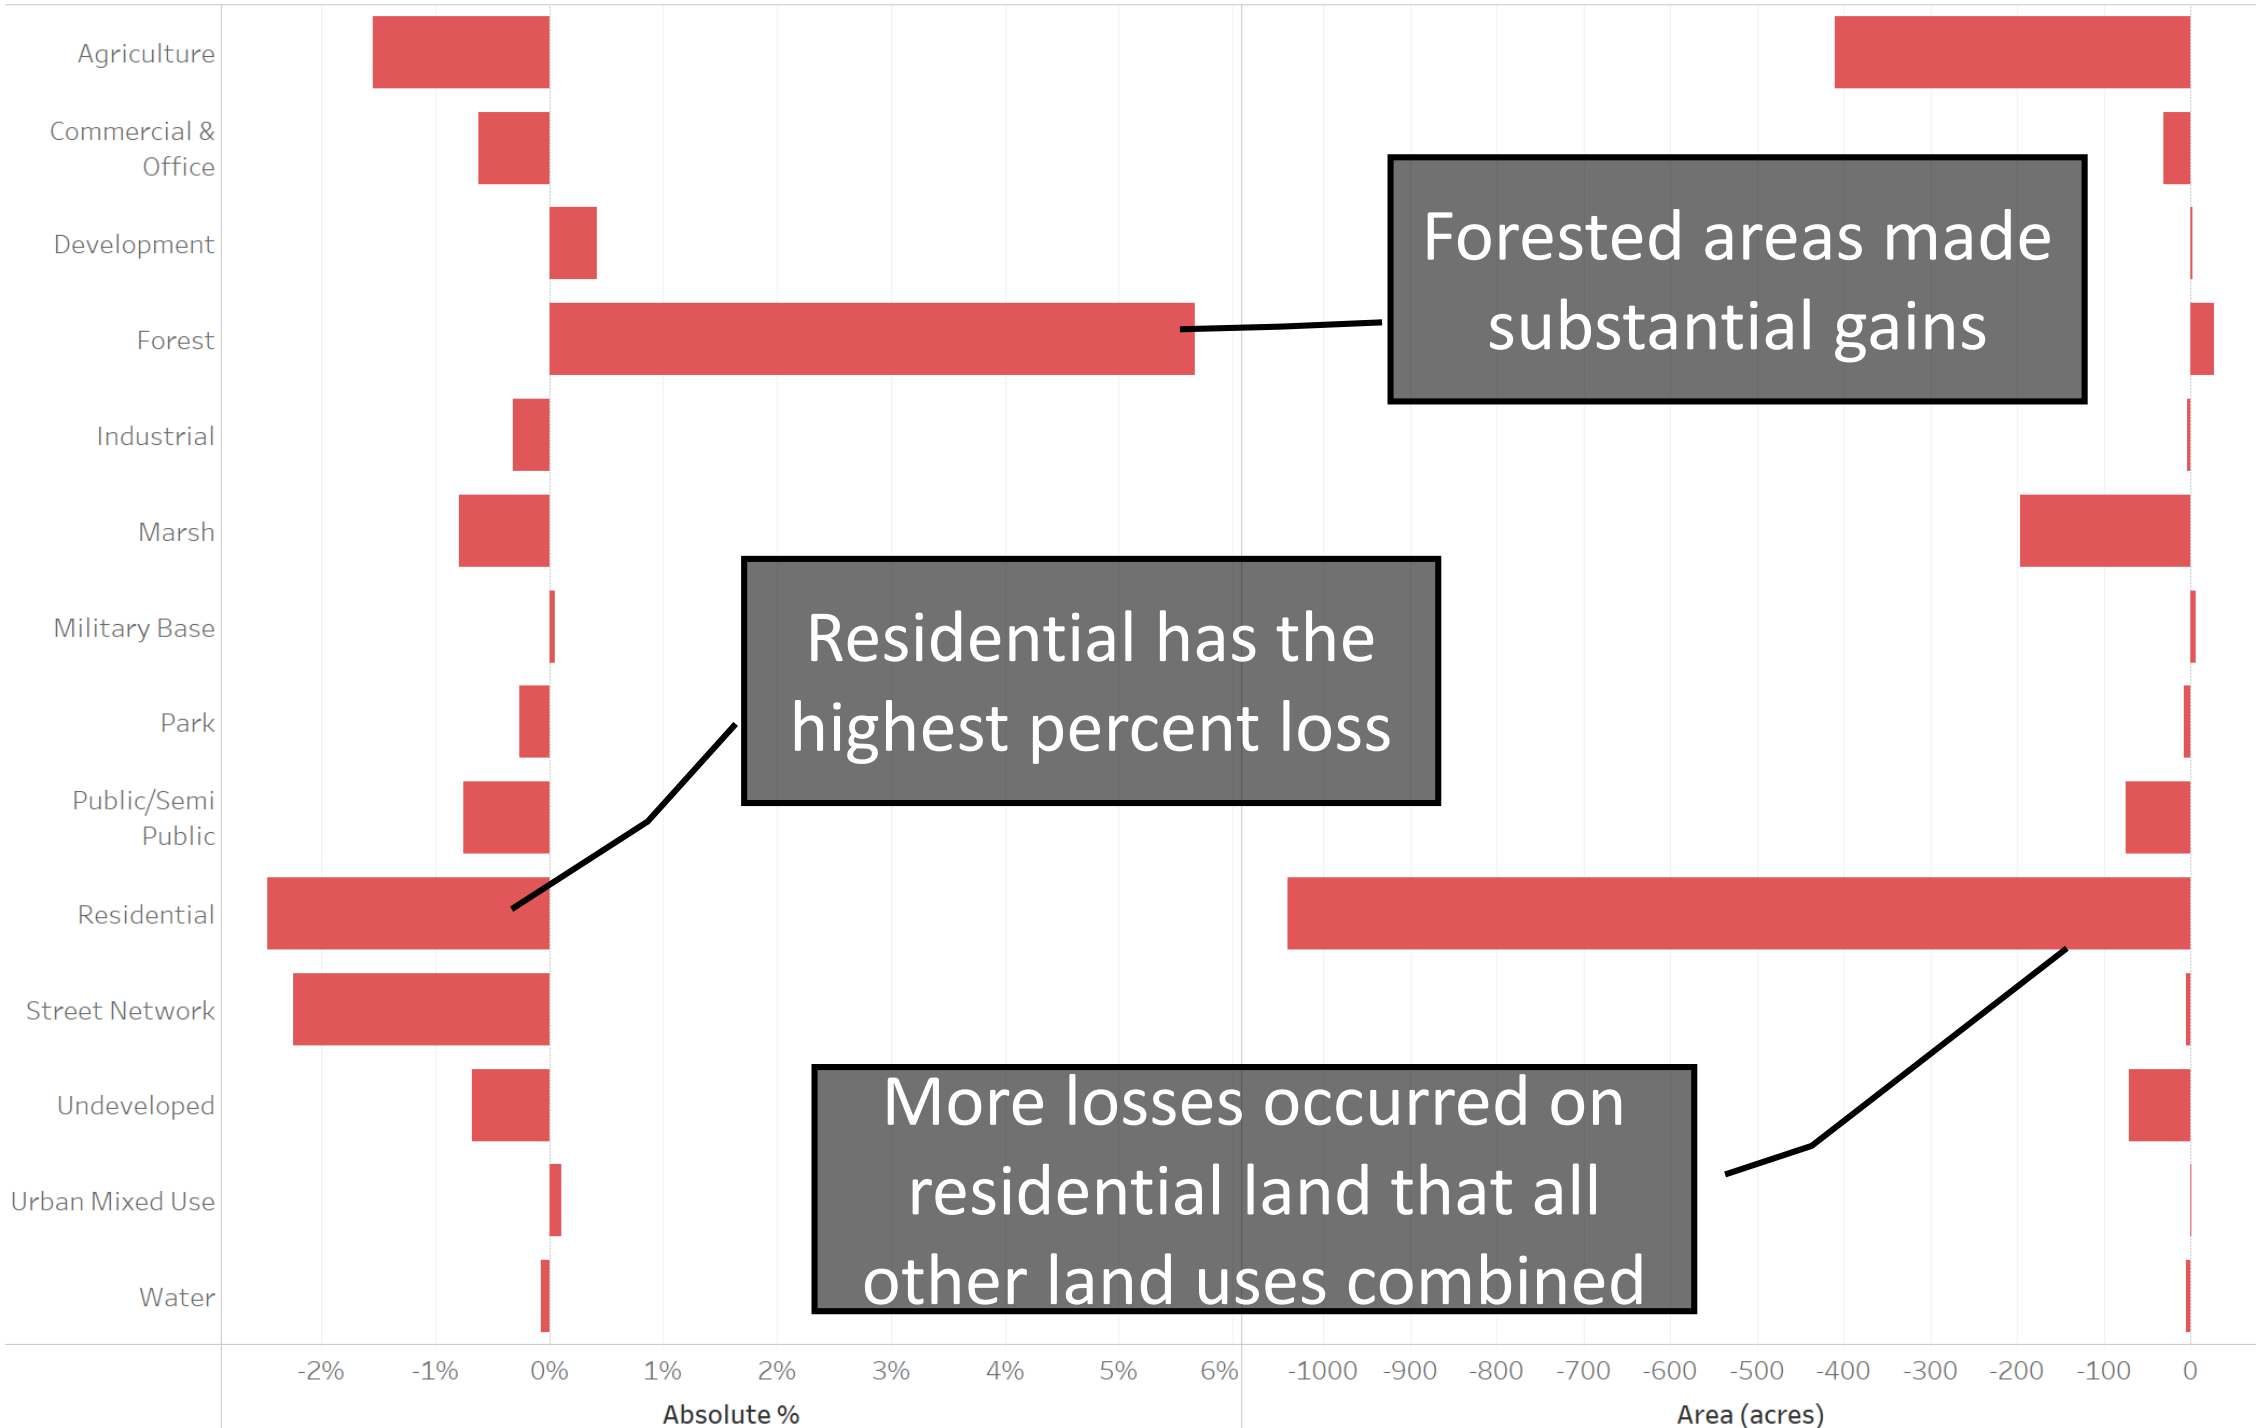 Agriculture
Commercial &
Office
Development
Forest
Industrial
Marsh
Military Base
Park
Public/Semi
Public
Residential
Street Network
Undeveloped
Urban Mixed Use
Water
Forested areas made
substantial gains
Residential has the
highest percent loss
More losses occurred on
residential land that all
other land uses combined
-2% -1% 0% 1% 2% 3% 4% 5% 6%
-1000 -900 -800 -700 -600 -500 -400 -300 -200 -100 0
Absolute %
Area (acres)